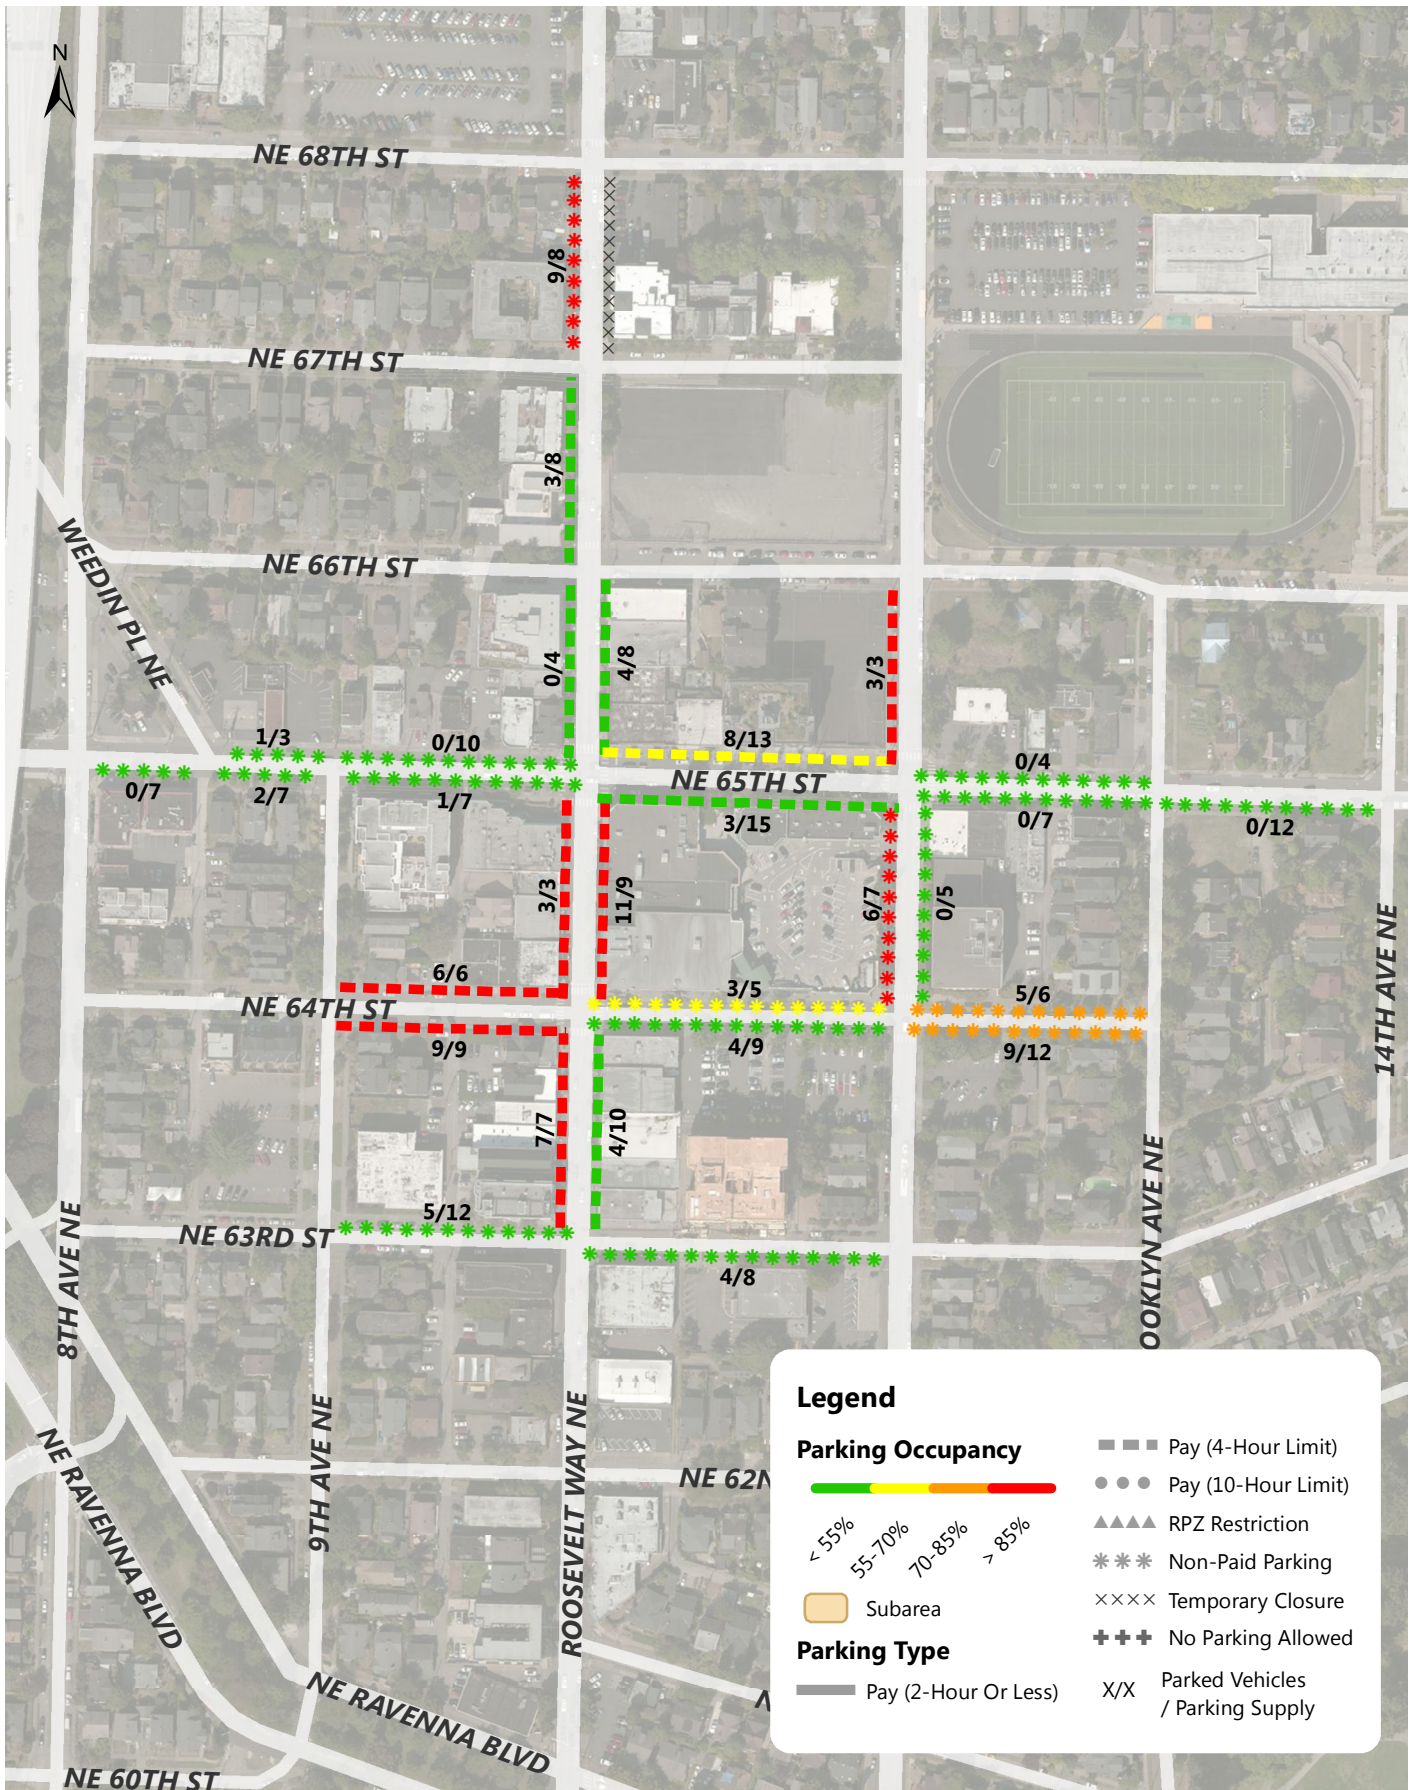 N
NE 68TH ST
9/8
NE 67TH ST
3/8
WEEDIN PL NE
NE 66TH ST
0/4
4/8
3/3
1/3
0/10
8/13
0/4
NE 65TH ST
0/7
2/7
1/7
3/15
0/7
0/12
3/3
11/9
6/7
0/5
14TH AVE NE
6/6
3/5
5/6
NE 64TH ST
9/9
4/9
9/12
7/7
4/10
8TH AVE NE
5/12
NE 63RD ST
4/8
OOKLYN AVE NE
9TH AVE NE
ROOSEVELT WAY NE
NE 62N
NE RAVENNA BLVD
NE RAVENNA BLVD
N
NE 60TH ST
Legend
Parking Occupancy
< 55%
55-70%
70-85%
> 85%
Subarea
Parking Type
Pay (2-Hour Or Less)
Pay (4-Hour Limit)
Pay (10-Hour Limit)
RPZ Restriction
Non-Paid Parking
Temporary Closure
No Parking Allowed
X/X
Parked Vehicles
/ Parking Supply